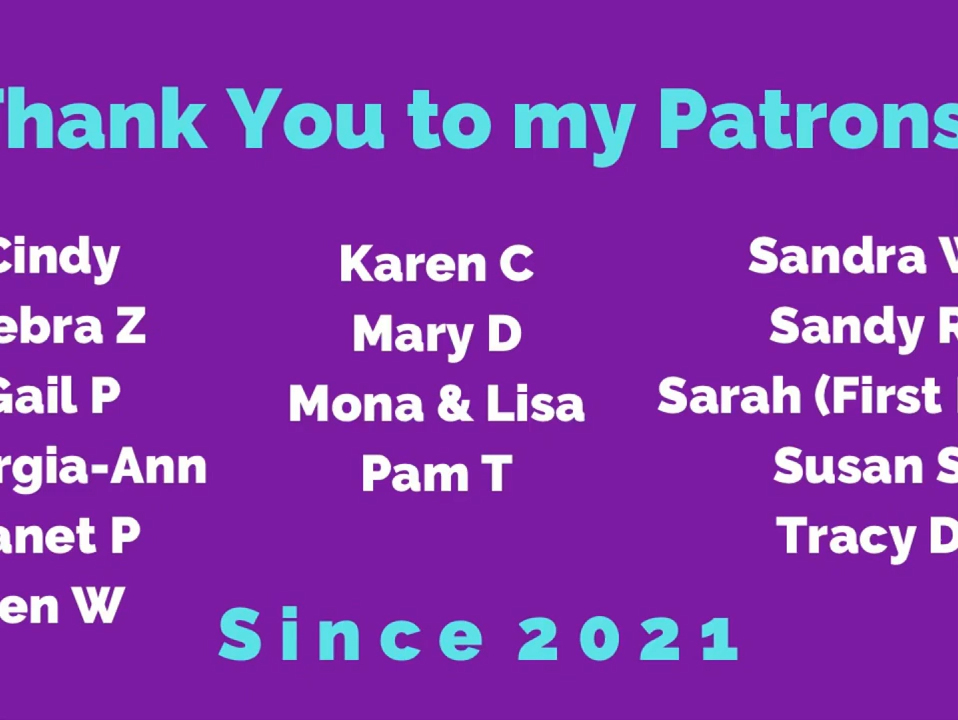 Thank You to my Patrons
Cindy
ebra Z
Gail P
rgia-Ann
anet P
en W
Karen C
Mary D
Mona & Lisa
Pam T
Sandra W
Sandy R
Sarah (First
Susan S
Tracy D
Since 2021